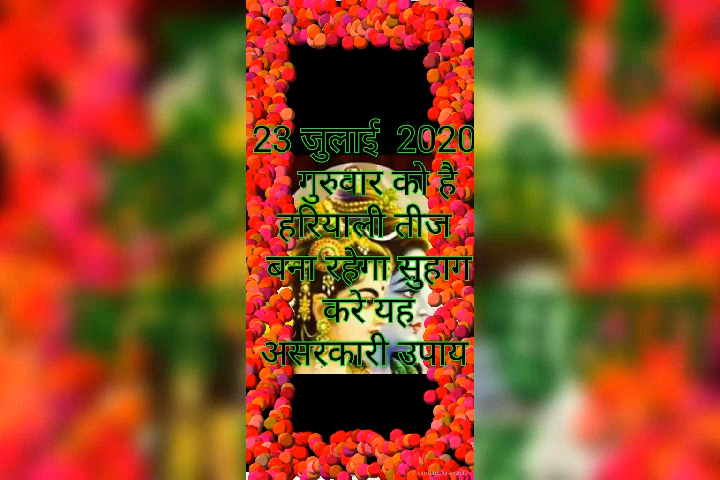 23 जुलाई 2020
गुरुवार को है
हरियाली तीज
बना रहेगा सुहाग
करे यह
असरकारी उपाय